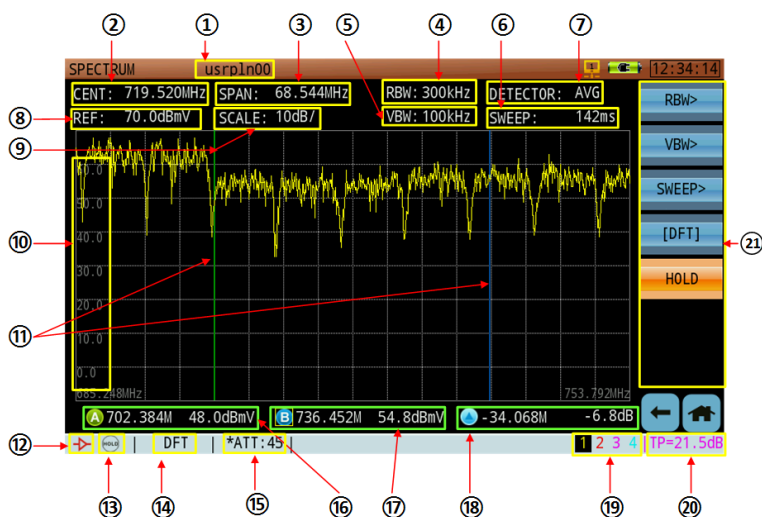 ② ① ③ ⑤ ④ ⑦
SPECTRUM usrpln00 12:34:14
CENT: 719.520MHz SPAN: 68.544MHz RBW: 300kHz DETECTOR: AVG
REF: 70.0dBmV SCALE: 10dB/ VBW: 100kHz SWEEP: 142ms
⑥
⑧
⑨
⑩
⑪
60.0
50.0
40.0
30.0
20.0
10.0
0.0
685.248MHz 753.792MHz
RBW>
VBW>
SWEEP>
[DFT]
HOLD
㉑
A 702.384M 48.0dBmV B 736.452M 54.8dBmV -34.068M -6.8dB
⑫ HOLD | DFT | *ATT:45 | 1 2 3 4 | TP=21.5dB
⑬ ⑭ ⑮ ⑯ ⑰ ⑱ ⑲ ⑳